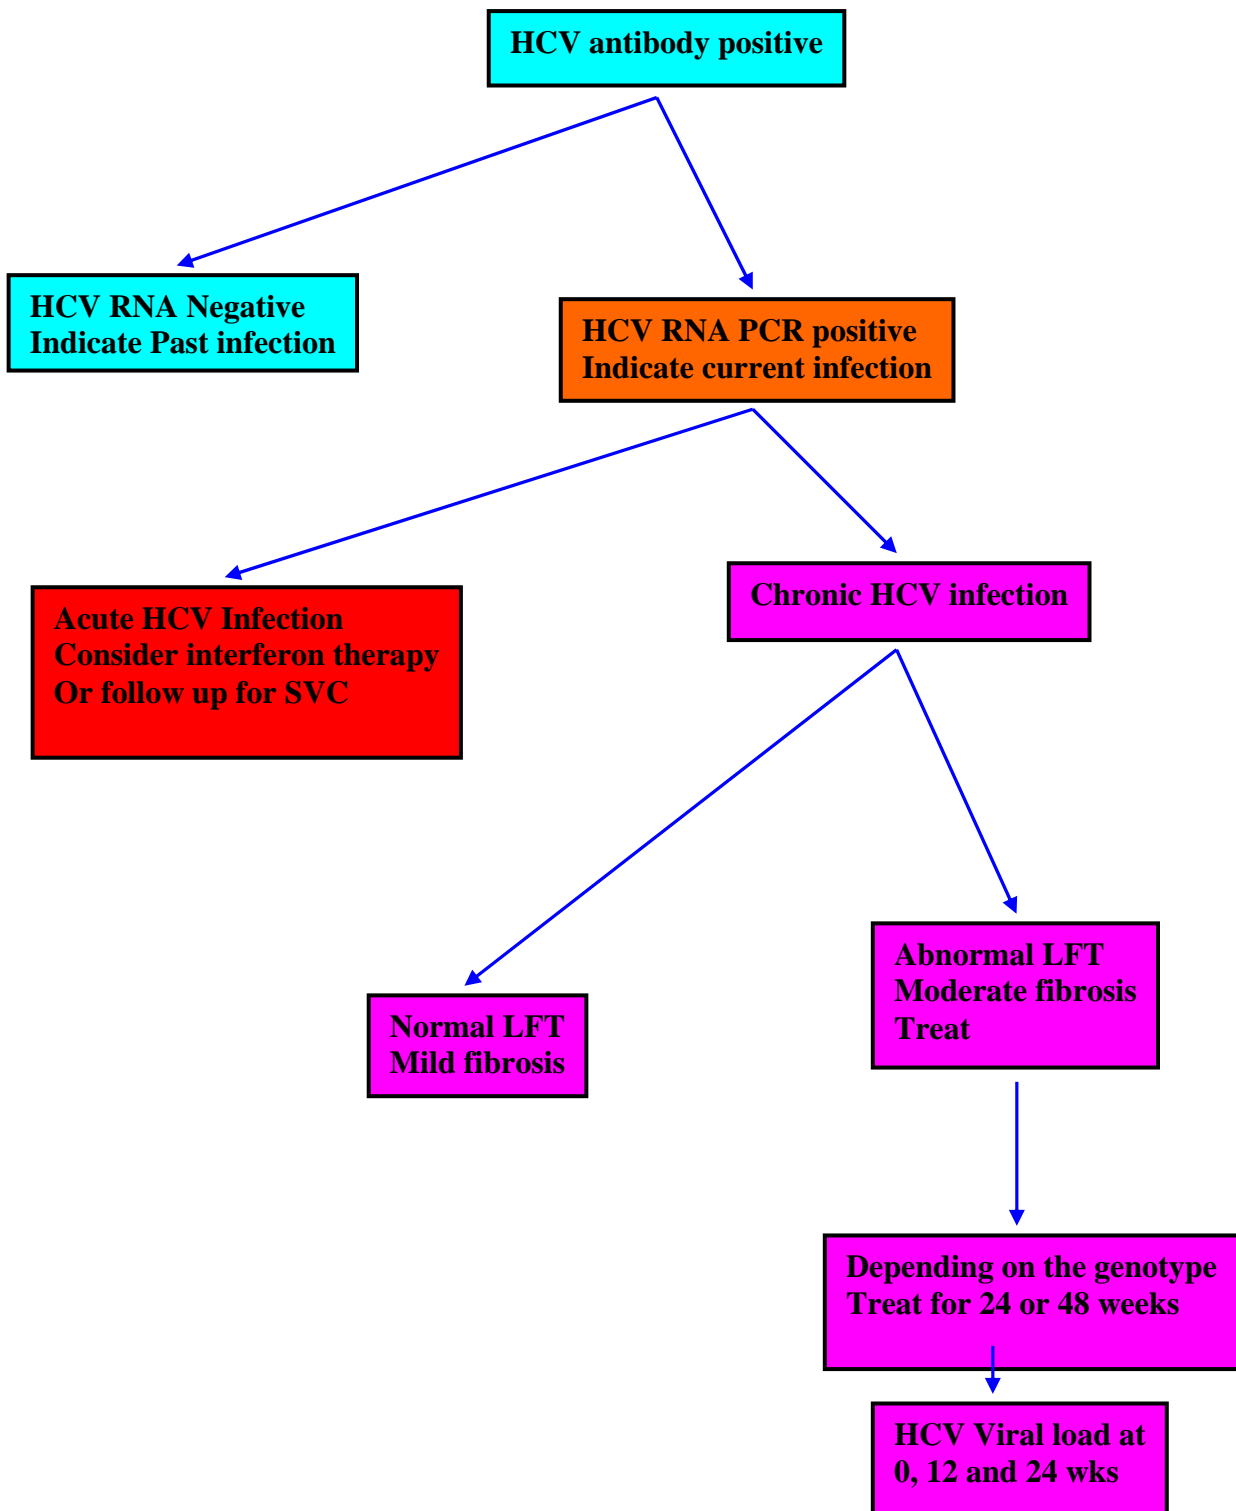 HCV antibody positive
HCV RNA Negative
Indicate Past infection
HCV RNA PCR positive
Indicate current infection
Acute HCV Infection
Consider interferon therapy
Or follow up for SVC
Chronic HCV infection
Normal LFT
Mild fibrosis
Abnormal LFT
Moderate fibrosis
Treat
Depending on the genotype
Treat for 24 or 48 weeks
HCV Viral load at
0, 12 and 24 wks